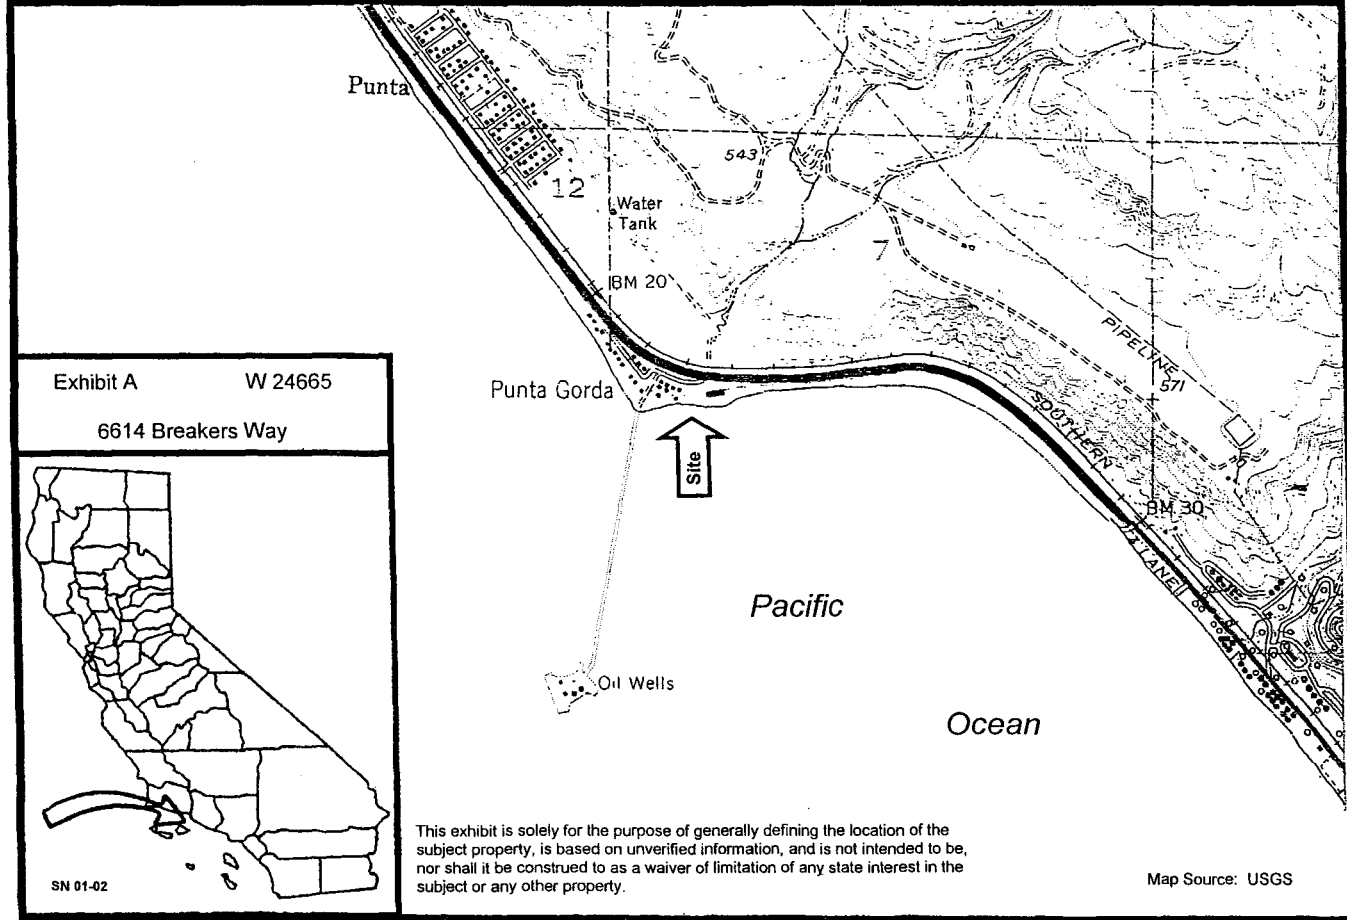 Punta
543
12
Water
Tank
7
BM 20
PIPELINE
571
Punta Gorda
SOUTHERN
Site
BM 30
LANE
Exhibit A W 24665
6614 Breakers Way
Pacific
Oil Wells
Ocean
SN 01-02
This exhibit is solely for the purpose of generally defining the location of the
subject property, is based on unverified information, and is not intended to be,
nor shall it be construed to as a waiver of limitation of any state interest in the
subject or any other property.
Map Source: USGS